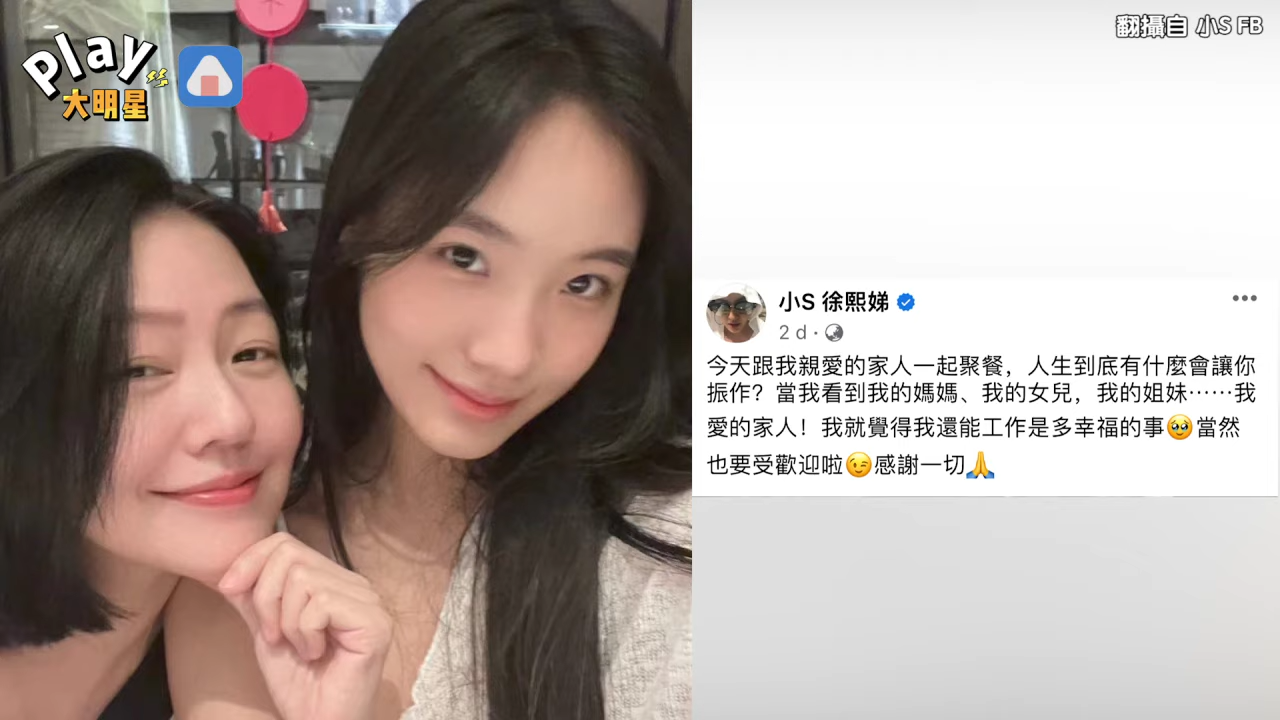 Play
大明星
翻攝自 小S FB
小S 徐熙娣
2 d
今天跟我親愛的家人一起聚餐，人生到底有什麼會讓你
振作？當我看到我的媽媽、我的女兒，我的姐妹⋯⋯我
愛的家人！我就覺得我還能工作是多幸福的事🥹當然
也要受歡迎啦😉感謝一切🙏